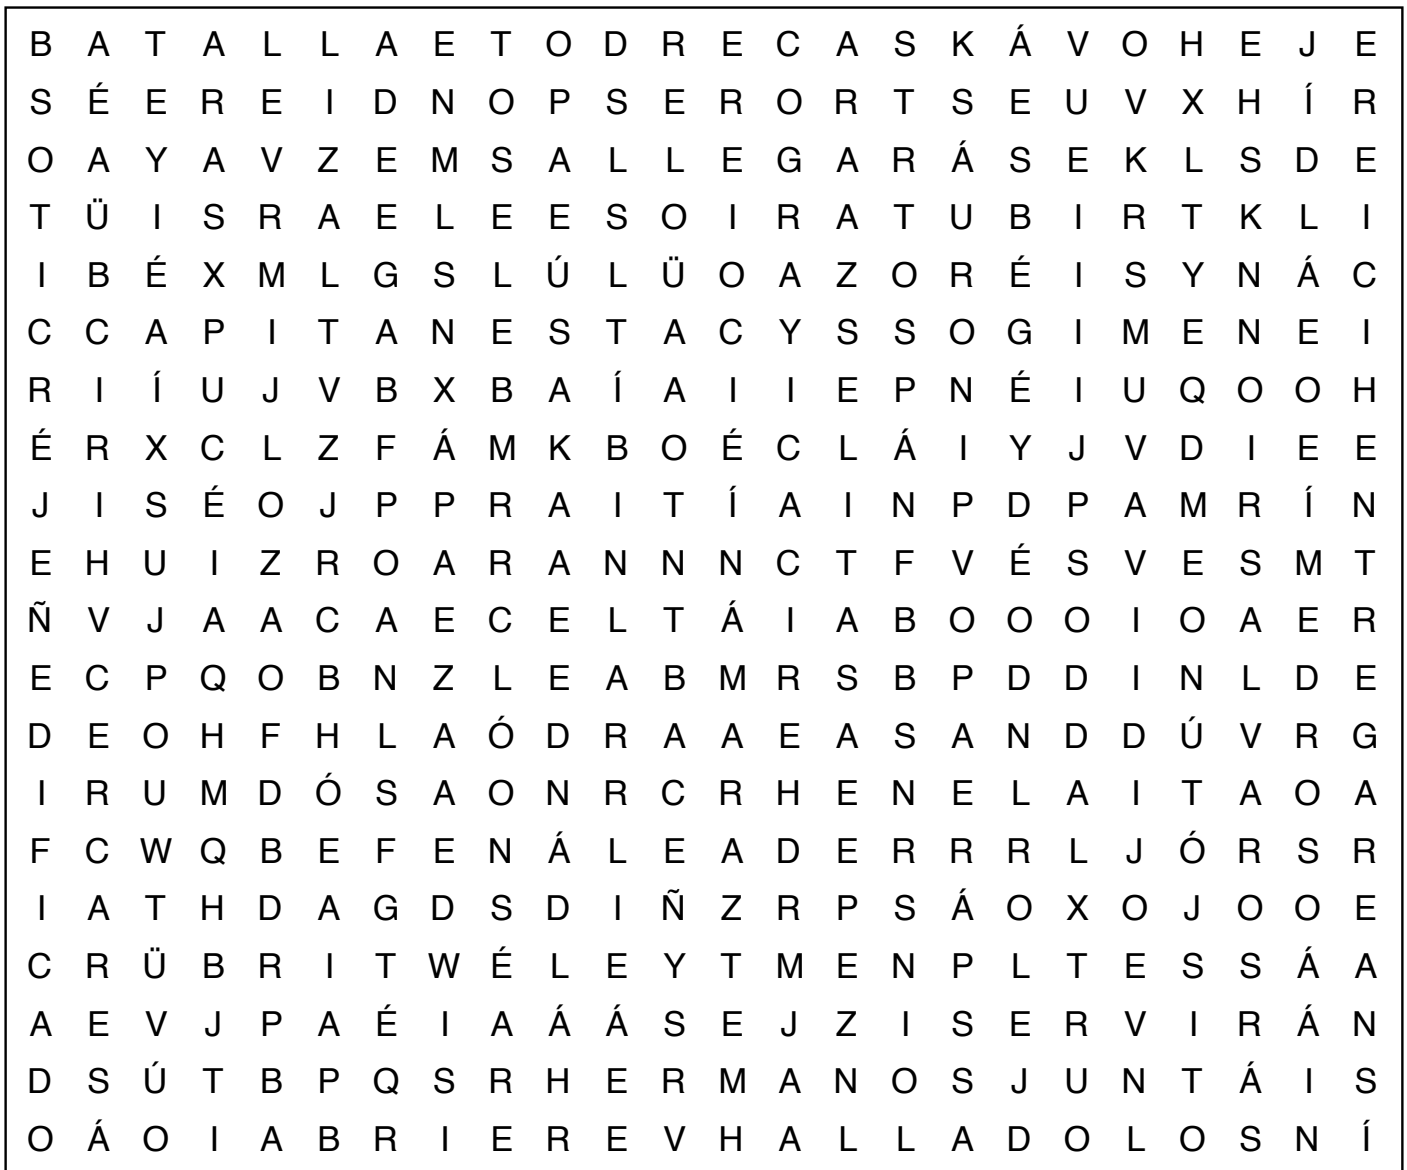 B A T A L L A E T O D R E C A S K Á V O H E J E
S É E R E I D N O P S E R O R T S E U V X H Í R
O A Y A V Z E M S A L L E G A R Á S E K L S D E
T Ü I S R A E L E E S O I R A T U B I R T K L I
I B É X M L G S L Ú L Ü O A Z O R É I S Y N Á C
C C A P I T A N E S T A C Y S S O G I M E N E I
R I Í U J V B X B A Í A I I E P N É I U Q O O H
É R X C L Z F Á M K B O É C L Á I Y J V D I E E
J I S É O J P P R A I T Í A I N P D P A M R Í N
E H U I Z R O A R A N N N C T F V É S V E S M T
Ñ V J A A C A E C E L T Á I A B O O O I O A E R
E C P Q O B N Z L E A B M R S B P D D I N L D E
D E O H F H L A Ó D R A A E A S A N D D Ú V R G
I R U M D Ó S A O N R C R H E N E L A I T A O A
F C W Q B E F E N Á L E A D E R R R L J Ó R S R
I A T H D A G D S D I Ñ Z R P S Á O X O J O O E
C R Ü B R I T W É L E Y T M E N P L T E S S Á A
A E V J P A É I A Á Á S E J Z I S E R V I R Á N
D S Ú T B P Q S R H E R M A N O S J U N T Á I S
O Á O I A B R I E R E V H A L L A D O L O S N Í